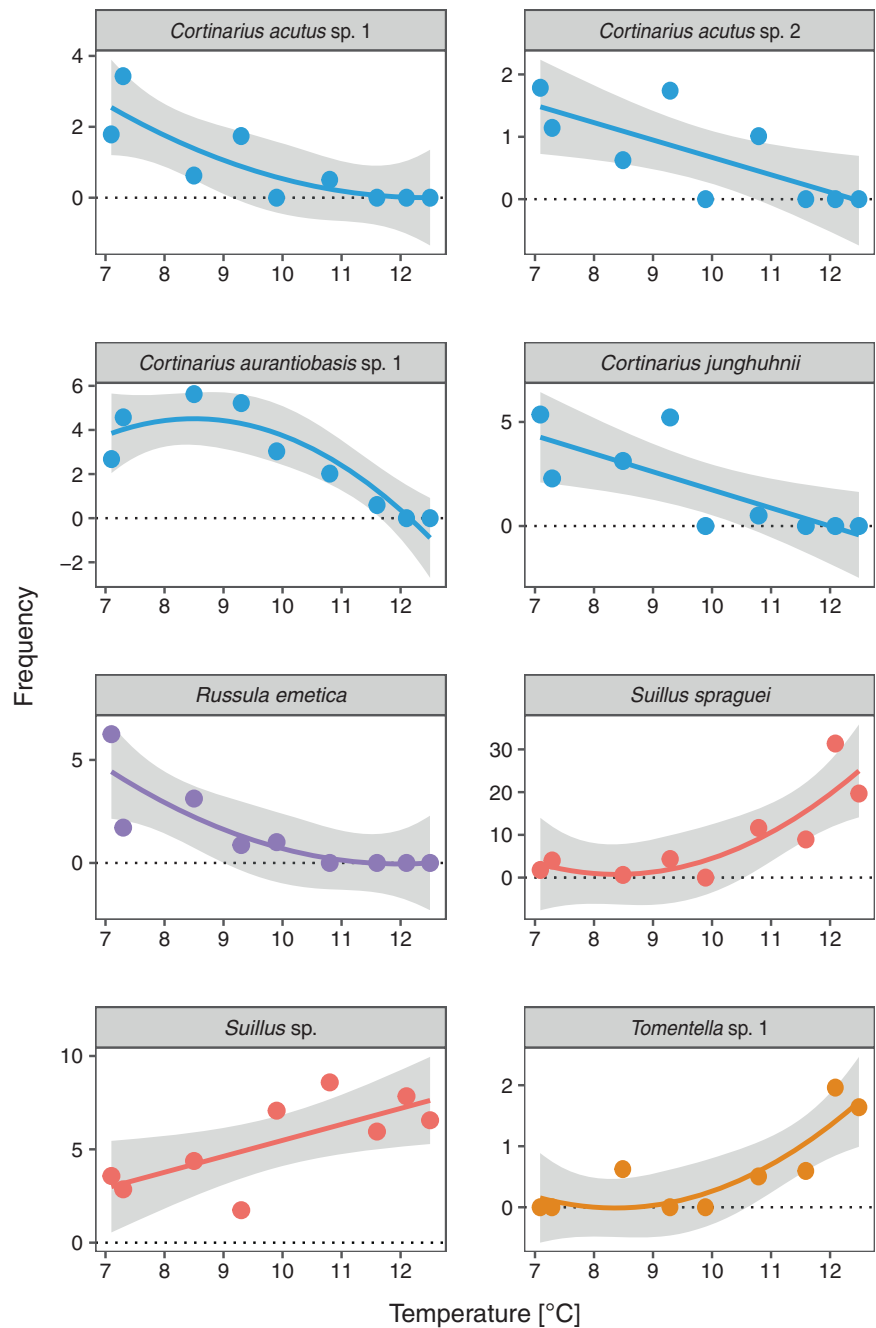 Cortinarius acutus sp. 1
Cortinarius acutus sp. 2
4
2
0
2
1
0
7 8 9 10 11 12
7 8 9 10 11 12
Cortinarius aurantiobasis sp. 1
Cortinarius junghuhnii
6
4
2
0
−2
5
0
7 8 9 10 11 12
7 8 9 10 11 12
Frequency
Russula emetica
Suillus spraguei
5
0
30
20
10
0
7 8 9 10 11 12
7 8 9 10 11 12
Suillus sp.
Tomentella sp. 1
10
5
0
2
1
0
7 8 9 10 11 12
7 8 9 10 11 12
Temperature [°C]